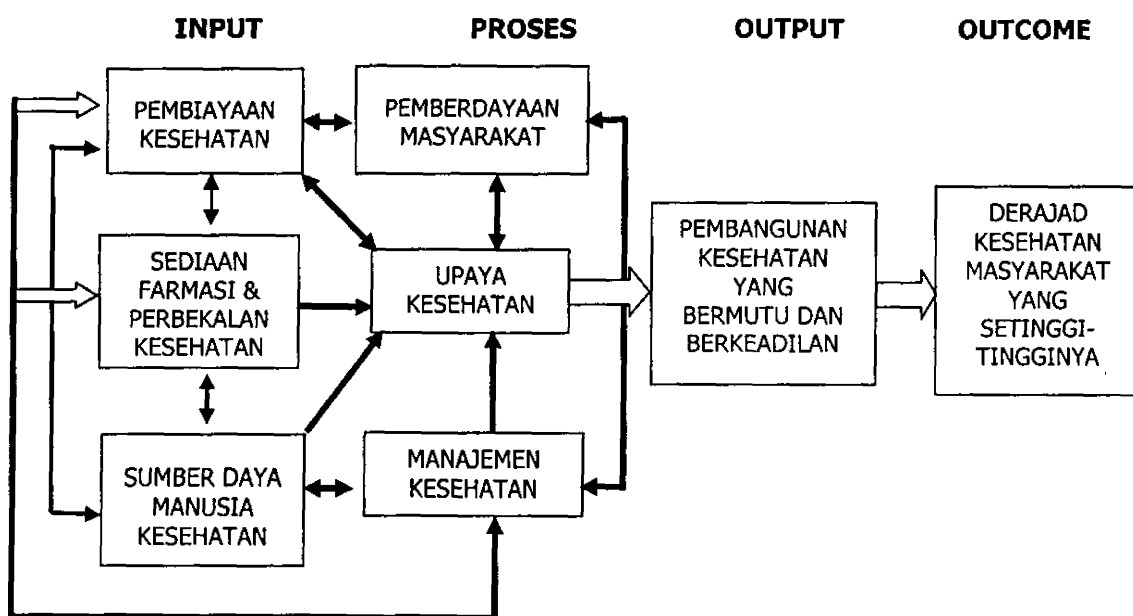 INPUT
PROSES
OUTPUT
OUTCOME
PEMBIAYAAN
KESEHATAN
PEMBERDAYAAN
MASYARAKAT
SEDIAAN
FARMASI &
PERBEKALAN
KESEHATAN
UPAYA
KESEHATAN
PEMBANGUNAN
KESEHATAN
YANG
BERMUTU DAN
BERKEADILAN
DERAJAD
KESEHATAN
MASYARAKAT
YANG
SETINGGI-
TINGGINYA
SUMBER DAYA
MANUSIA
KESEHATAN
MANAJEMEN
KESEHATAN